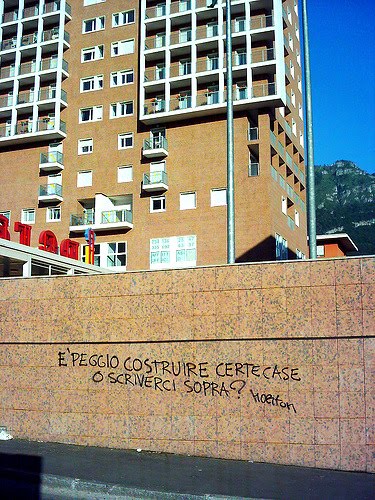 E' PEGGIO COSTRUIRE CERTE CASE
O SCRIVERCI SOPRA?